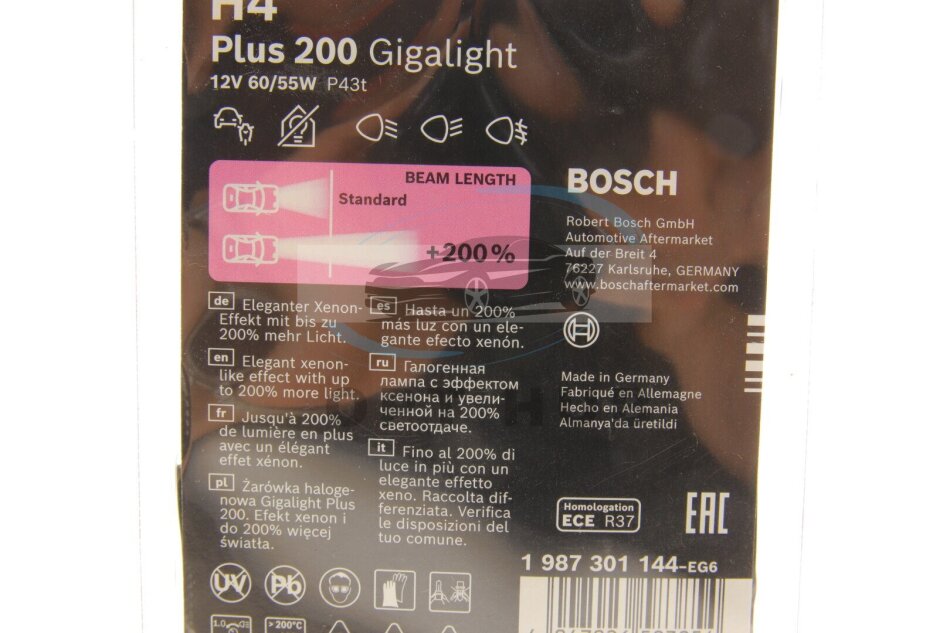 H4
Plus 200 Gigalight
12V 60/55W P43t
BEAM LENGTH
Standard
+200%
BOSCH
Robert Bosch GmbH
Automotive Aftermarket
Auf der Breit 4
76227 Karlsruhe, GERMANY
www.boschaftermarket.com
de Eleganter Xenon-
Effekt mit bis zu
200% mehr Licht.
en Elegant xenon-
like effect with up
to 200% more light.
fr Jusqu'à 200%
de lumière en plus
avec un élégant
effet xénon.
pl Żarówka haloge-
nowa Gigalight Plus
200. Efekt xenon i
do 200% więcej
światła.
es Hasta un 200%
más luz con un ele-
gante efecto xenón.
ru Галогенная
лампа с эффектом
ксенона и увели-
ченной на 200%
светоотдаче.
it Fino al 200% di
luce in più con un
elegante effetto
xeno. Raccolta dif-
ferenziata. Verifica
le disposizioni del
tuo comune.
Made in Germany
Fabriqué en Allemagne
Hecho en Alemania
Almanya'da üretildi
Homologation
ECE R37
EAC
1 987 301 144-EG6
UV
Pb
1.0
> 200°C